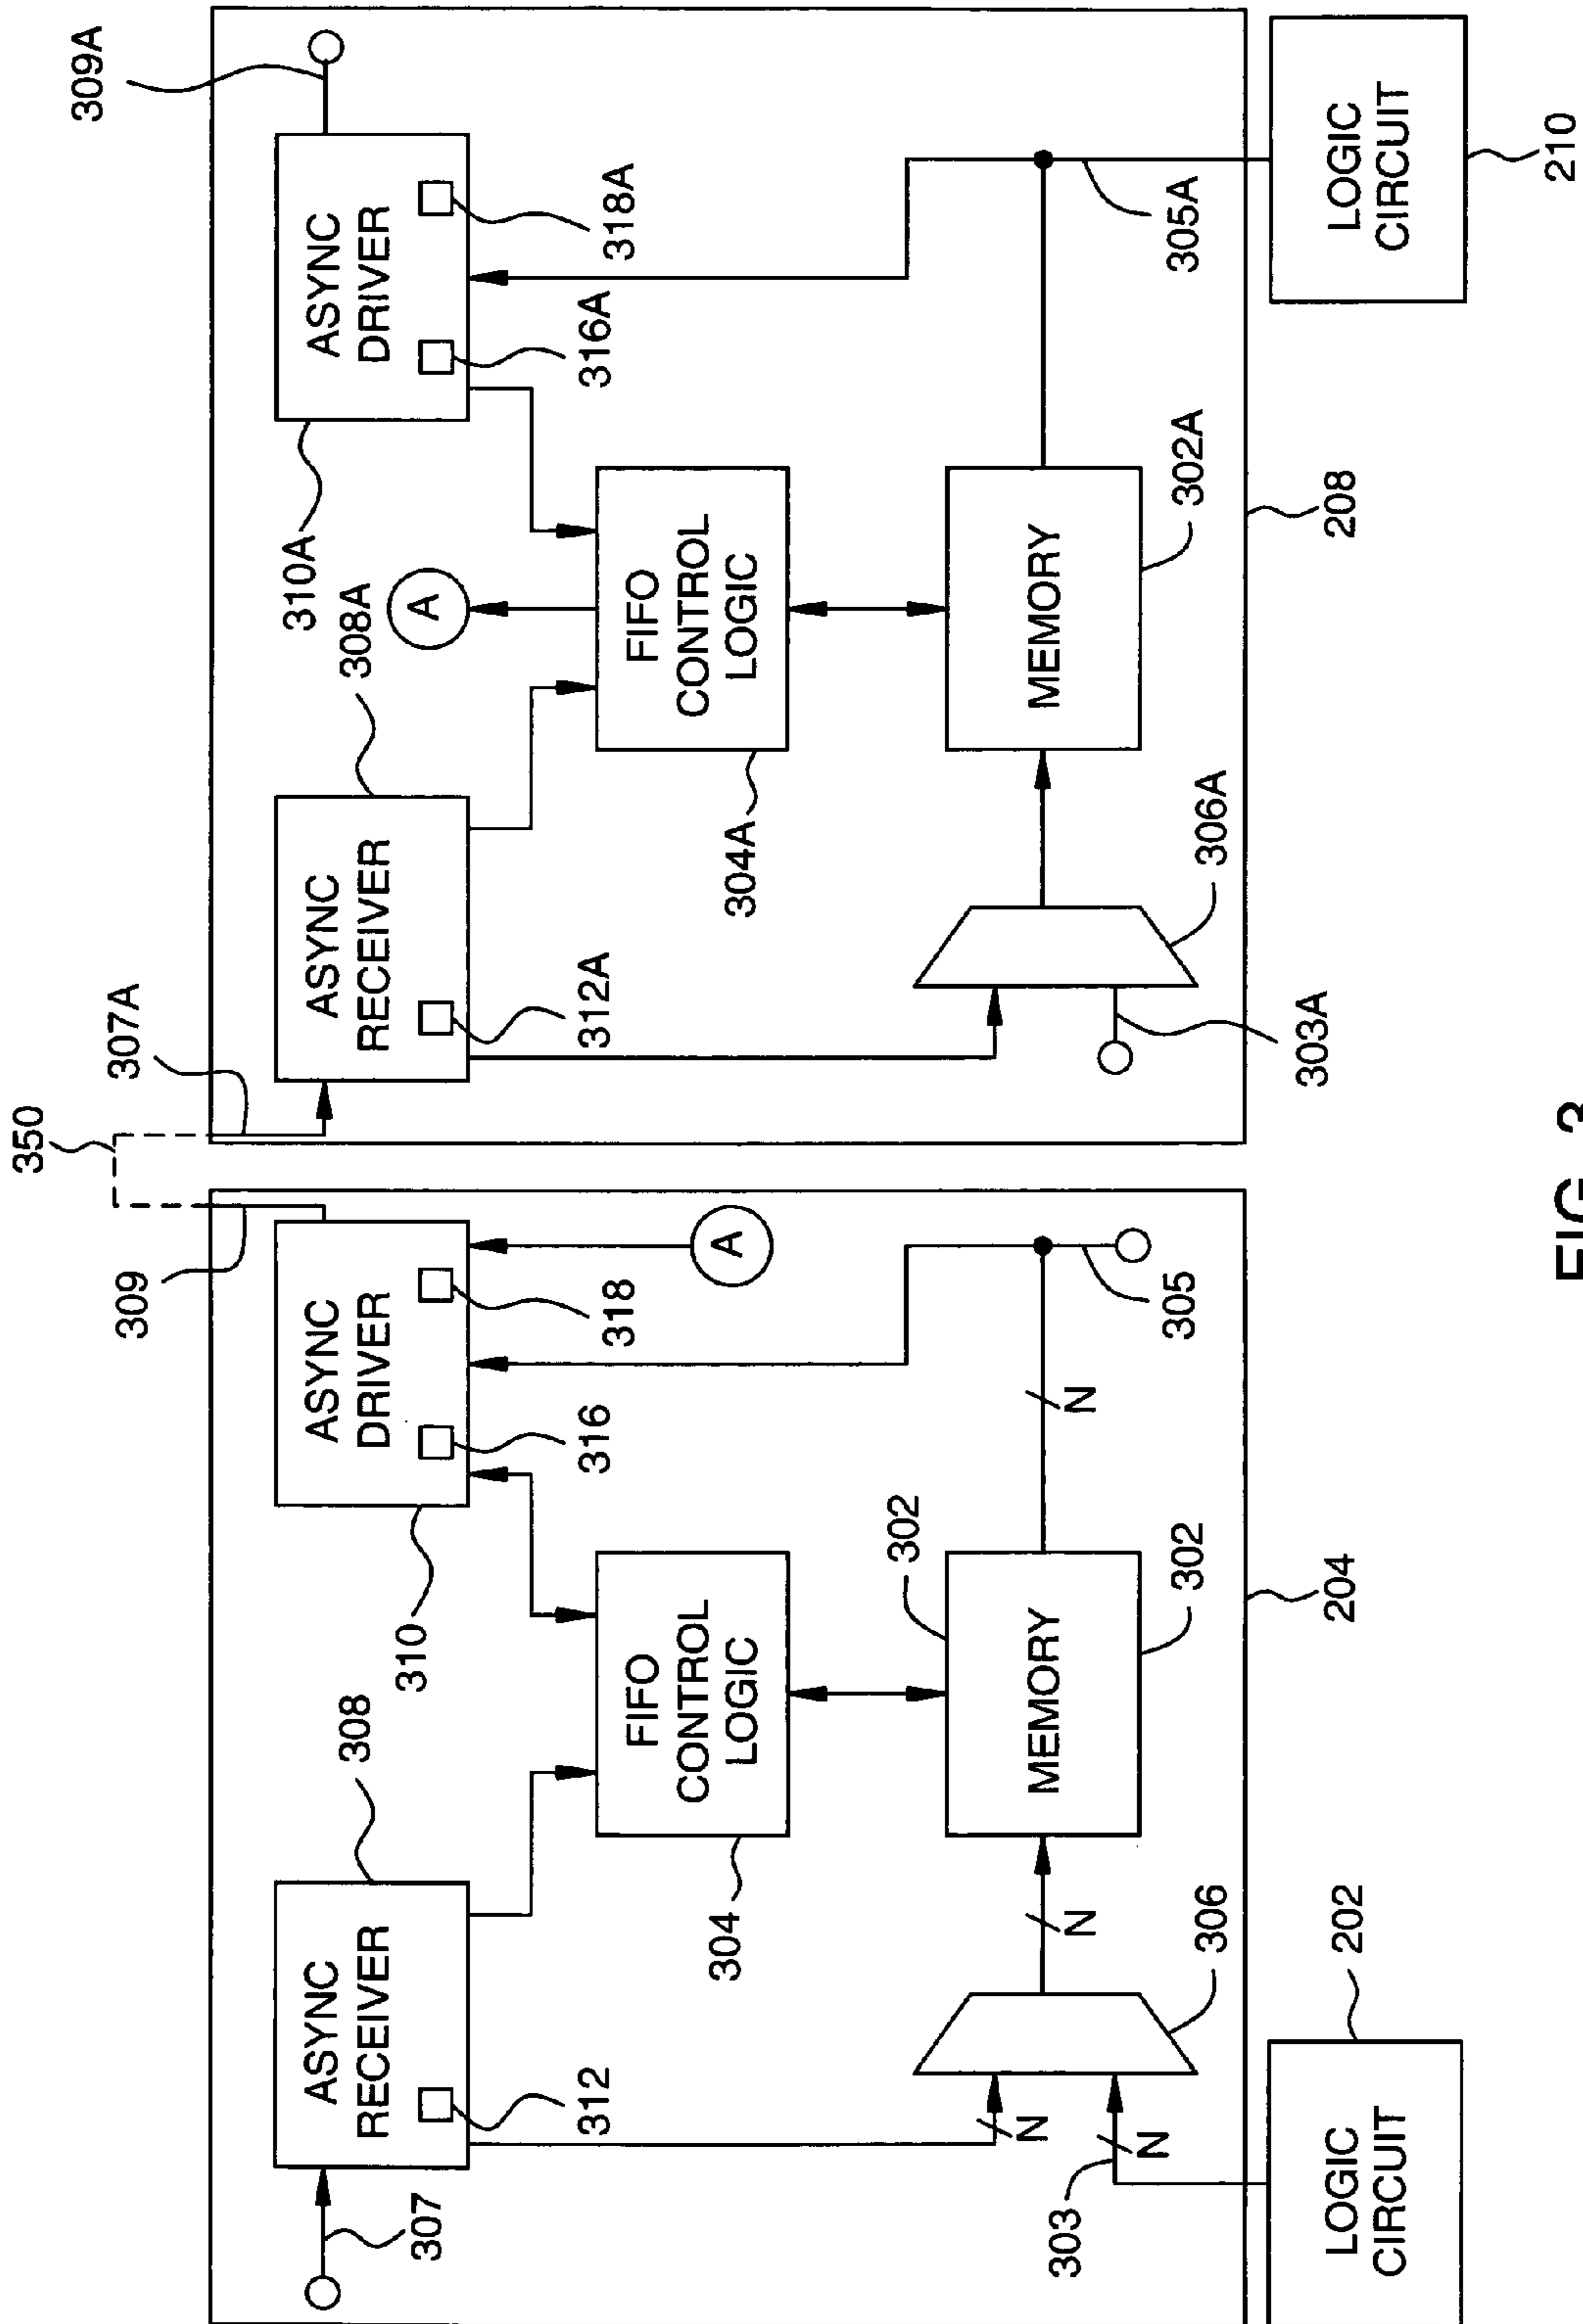 350
309
307A
309A
ASYNC
RECEIVER
308
312
307
ASYNC
DRIVER
310
316
318
A
FIFO
CONTROL
LOGIC
304
MEMORY
302
302
N
N
N
N
303
306
305
204
LOGIC
CIRCUIT
202
ASYNC
RECEIVER
308A
312A
ASYNC
DRIVER
310A
316A
318A
A
FIFO
CONTROL
LOGIC
304A
MEMORY
302A
303A
306A
305A
208
LOGIC
CIRCUIT
210
FIG. 3